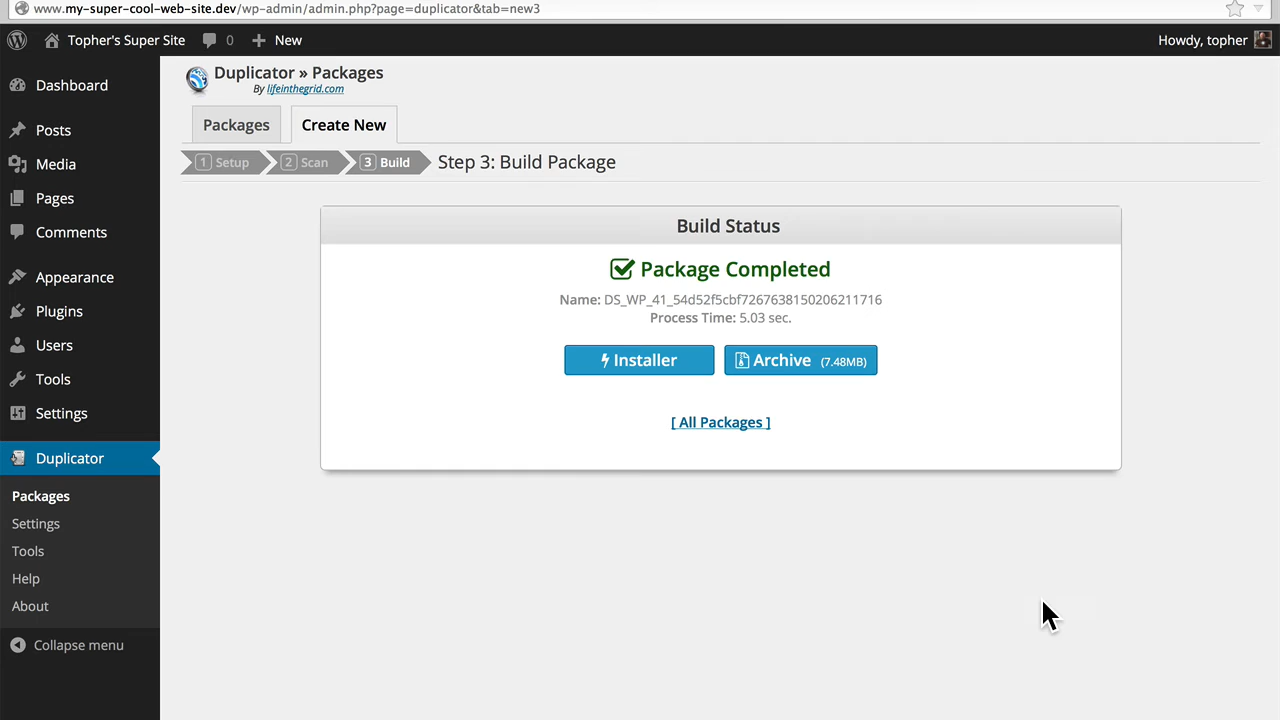 www.my-super-cool-web-site.dev/wp-admin/admin.php?page=duplicator&tab=new3
Topher's Super Site 0 New
Howdy, topher
Dashboard
Posts
Media
Pages
Comments
Appearance
Plugins
Users
Tools
Settings
Duplicator
Packages
Settings
Tools
Help
About
Collapse menu
Duplicator » Packages
By lifeinthegrid.com
Packages Create New
1 Setup 2 Scan 3 Build Step 3: Build Package
Build Status
Package Completed
Name: DS_WP_41_54d52f5cbf7267638150206211716
Process Time: 5.03 sec.
Installer Archive (7.48MB)
[ All Packages ]